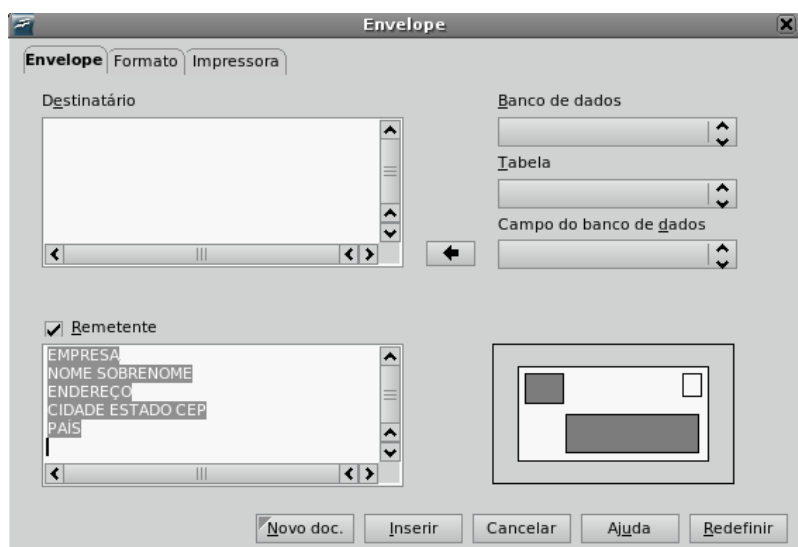 Envelope
Envelope Formato Impressora
Destinatário
Banco de dados
Tabela
Campo do banco de dados
Remetente
EMPRESA
NOME SOBRENOME
ENDEREÇO
CIDADE ESTADO CEP
PAÍS
Novo doc. Inserir Cancelar Ajuda Redefinir